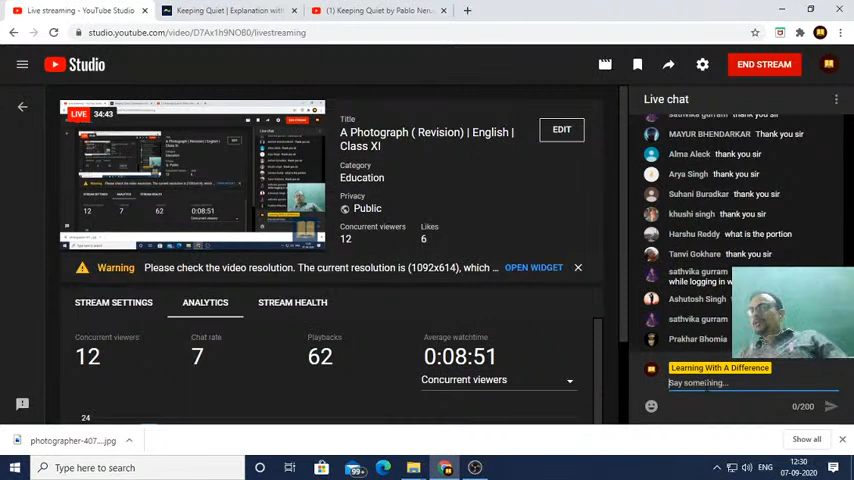 Live streaming - YouTube Studio
Keeping Quiet | Explanation with
(1) Keeping Quiet by Pablo Neru
studio.youtube.com/video/D7Ax1h9NO80/livestreaming
Studio
END STREAM
LIVE 34:43
Title
A Photograph ( Revision) | English |
Class XI
EDIT
Category
Education
Privacy
Public
Concurrent viewers
Likes
12
6
Warning Please check the video resolution. The current resolution is (1092x614), which ... OPEN WIDGET
STREAM SETTINGS
ANALYTICS
STREAM HEALTH
Concurrent viewers:
Chat rate
Playbacks
Average watchtime
12
7
62
0:08:51
Concurrent viewers
24
Live chat
sathvika gurram thank you sir
MAYUR BHENDARKAR Thank you sir
Alma Aleck thank you sir
Arya Singh thank you sir
Suhani Buradkar thank you sir
khushi singh thank you sir
Harshu Reddy what is the portion
Tanvi Gokhare thank you sir
sathvika gurram
while logging in w
Ashutosh Singh
sathvika gurram
Prakhar Bhomia
Learning With A Difference
Say something...
0/200
photographer-407....jpg
Show all
Type here to search
99+
ENG
12:30
07-09-2020